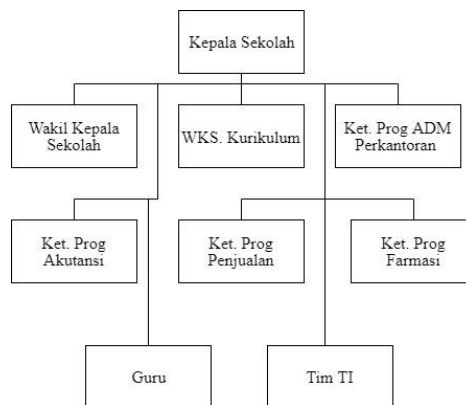 Kepala Sekolah
Wakil Kepala
Sekolah
WKS. Kurikulum
Ket. Prog ADM
Perkantoran
Ket. Prog
Akutansi
Ket. Prog
Penjualan
Ket. Prog
Farmasi
Guru
Tim TI